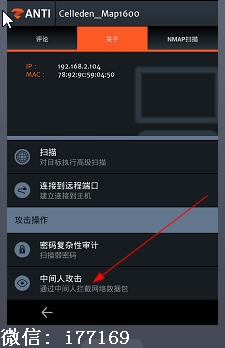 ZANTI Celleden_Map1600
评论 关于 NMAP扫描
IP : 192.168.2.104
MAC : 78:92:9c:59:04:50
扫描
对目标执行高级扫描
连接到远程端口
建立连接到主机
攻击操作
密码复杂性审计
扫描弱密码
中间人攻击
通过中间人拦截网络数据包
微信: i77169